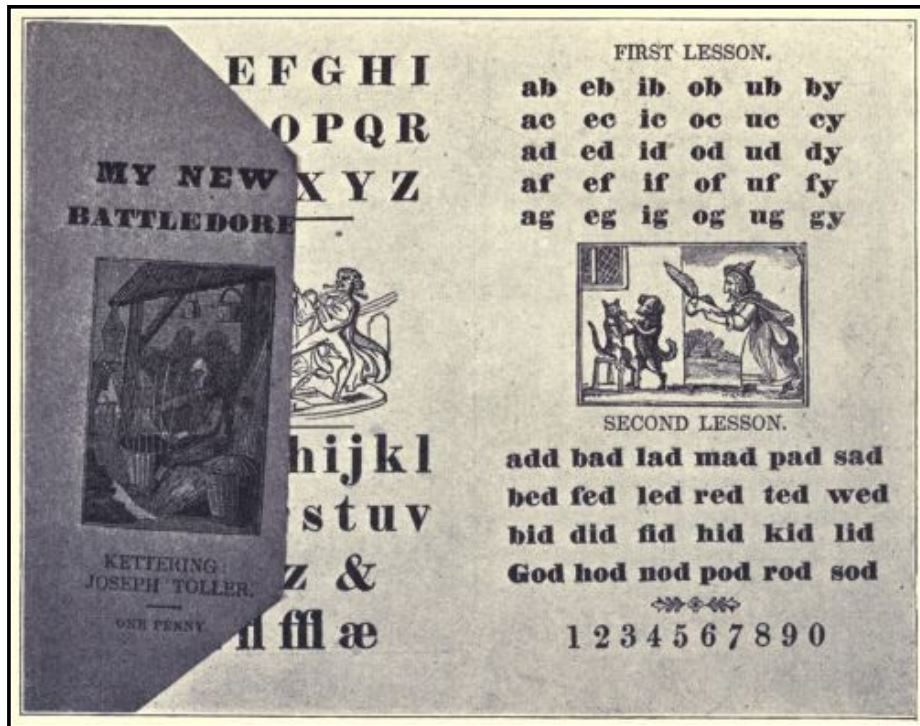 MY NEW
BATTLEDORE
KETTERING:
JOSEPH TOLLER.
ONE PENNY
E F G H I
O P Q R
X Y Z
h i j k l
s t u v
z &
fl ffl æ
FIRST LESSON.
ab eb ib ob ub by
ac ec ic oc uc cy
ad ed id od ud dy
af ef if of uf fy
ag eg ig og ug gy
SECOND LESSON.
add bad lad mad pad sad
bed fed led red ted wed
bid did fid hid kid lid
God hod nod pod rod sod
1 2 3 4 5 6 7 8 9 0